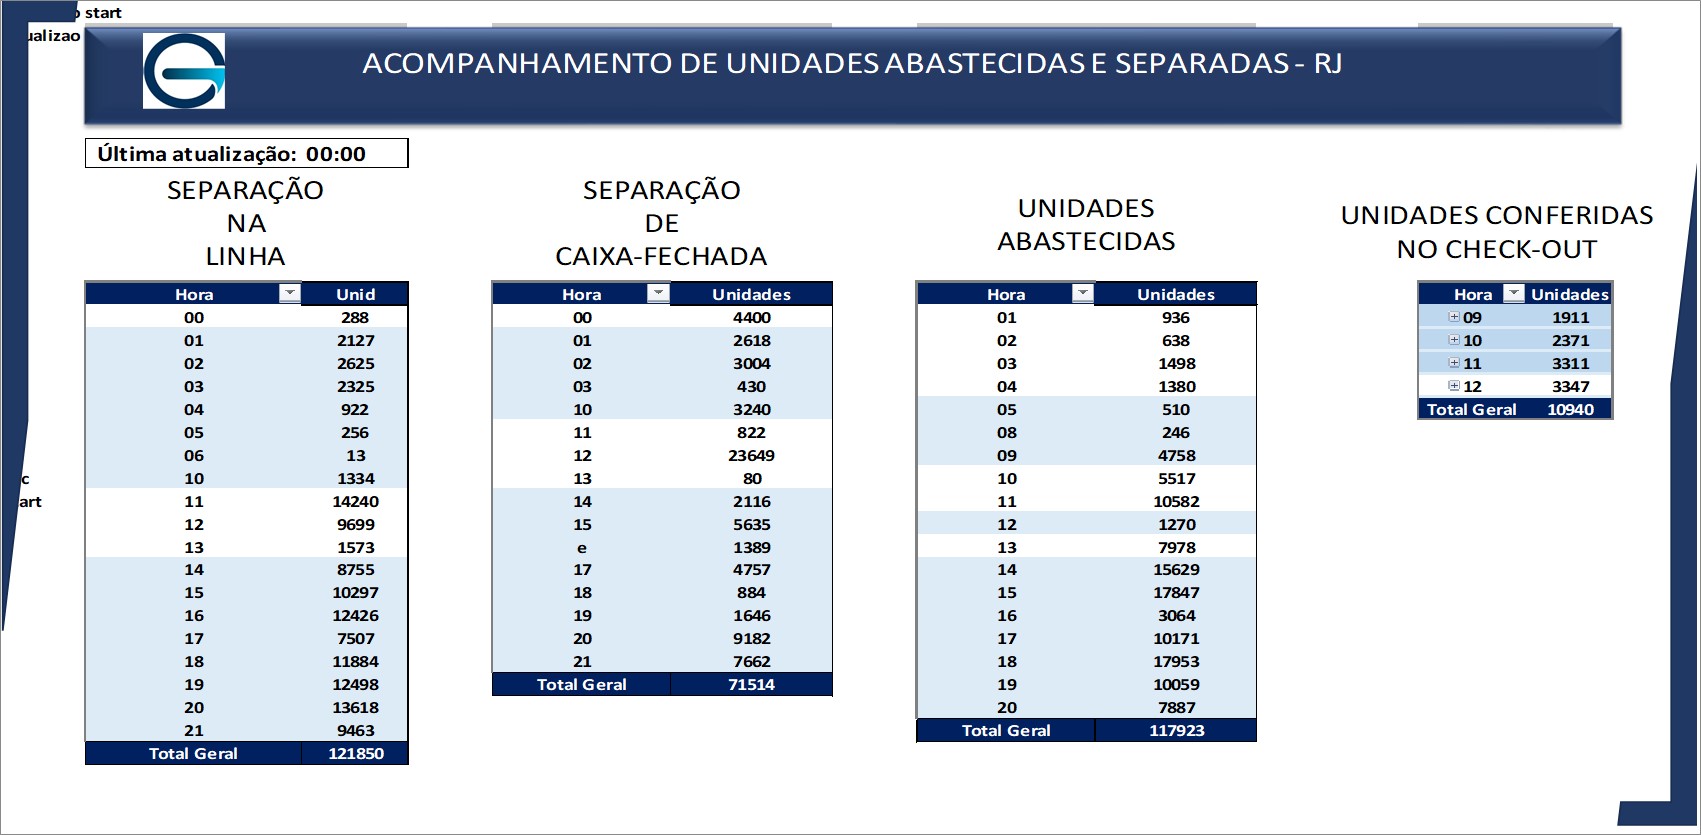 start
ACOMPANHAMENTO DE UNIDADES ABASTECIDAS E SEPARADAS - RJ
Última atualização: 00:00
SEPARAÇÃO
NA
LINHA
Hora Unid
00 288
01 2127
02 2625
03 2325
04 922
05 256
06 13
10 1334
11 14240
12 9699
13 1573
14 8755
15 10297
16 12426
17 7507
18 11884
19 12498
20 13618
21 9463
Total Geral 121850
SEPARAÇÃO
DE
CAIXA-FECHADA
Hora Unidades
00 4400
01 2618
02 3004
03 430
10 3240
11 822
12 23649
13 80
14 2116
15 5635
e 1389
17 4757
18 884
19 1646
20 9182
21 7662
Total Geral 71514
UNIDADES
ABASTECIDAS
Hora Unidades
01 936
02 638
03 1498
04 1380
05 510
08 246
09 4758
10 5517
11 10582
12 1270
13 7978
14 15629
15 17847
16 3064
17 10171
18 17953
19 10059
20 7887
Total Geral 117923
UNIDADES CONFERIDAS
NO CHECK-OUT
Hora Unidades
09 1911
10 2371
11 3311
12 3347
Total Geral 10940